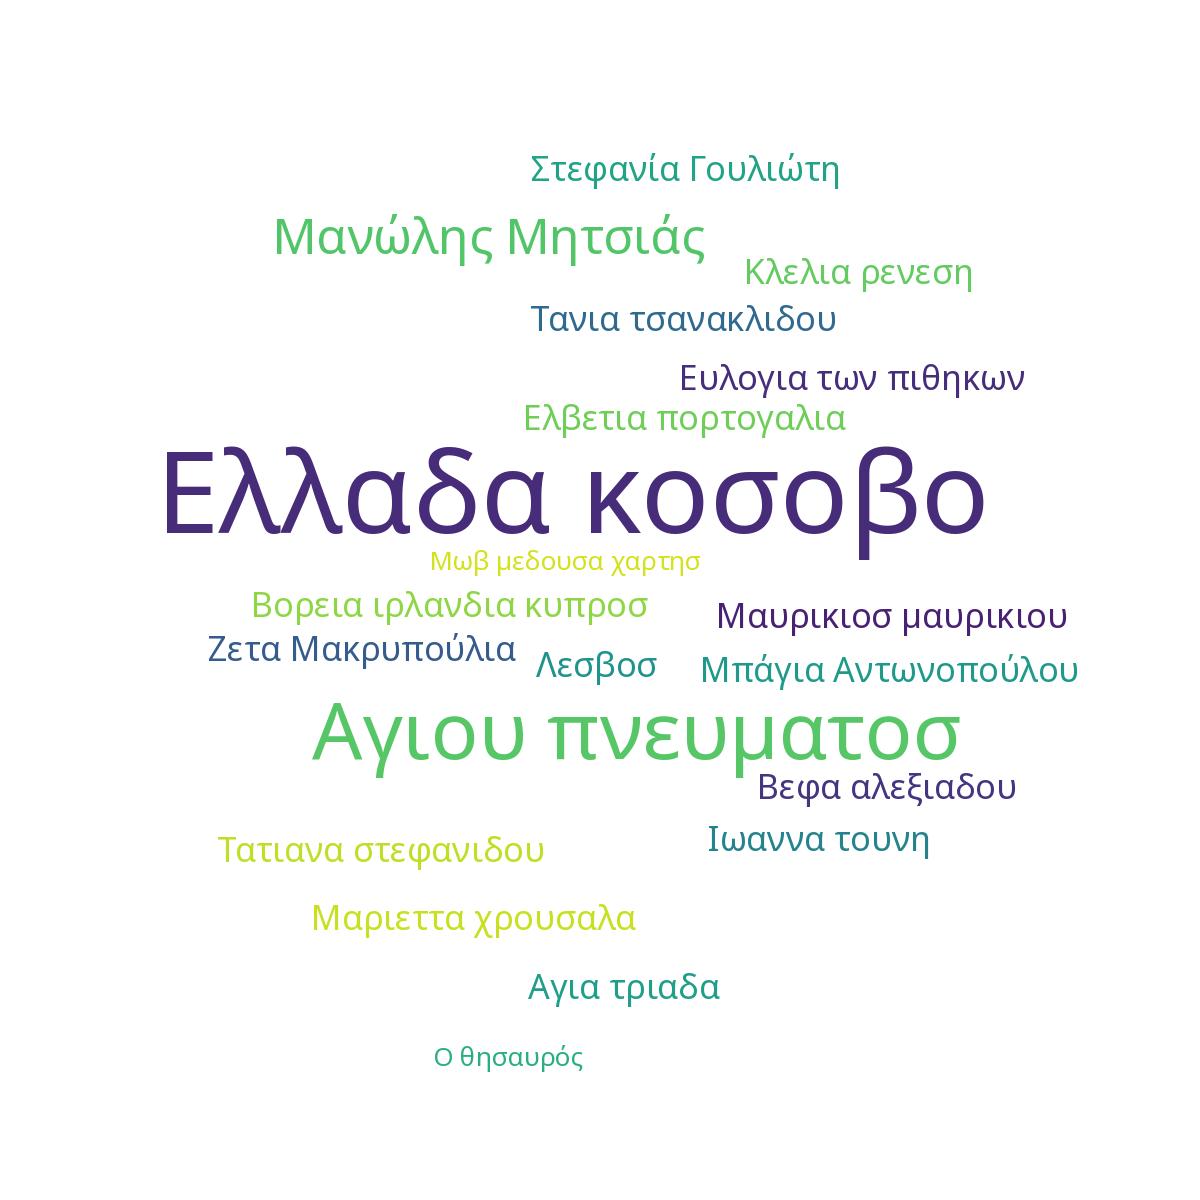 Στεφανία Γουλιώτη
Μανώλης Μητσιάς
Κλελια ρενεση
Τανια τσανακλιδου
Ευλογια των πιθηκων
Ελβετια πορτογαλια
Ελλαδα κοσοβο
Μωβ μεδουσα χαρτησ
Βορεια ιρλανδια κυπροσ
Μαυρικιοσ μαυρικιου
Ζετα Μακρυπούλια
Λεσβοσ
Μπάγια Αντωνοπούλου
Αγιου πνευματοσ
Βεφα αλεξιαδου
Ιωαννα τουνη
Τατιανα στεφανιδου
Μαριεττα χρουσαλα
Αγια τριαδα
Ο θησαυρός